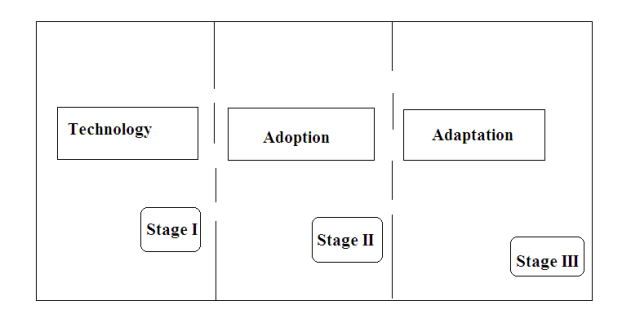 Technology
Adoption
Adaptation
Stage I
Stage II
Stage III